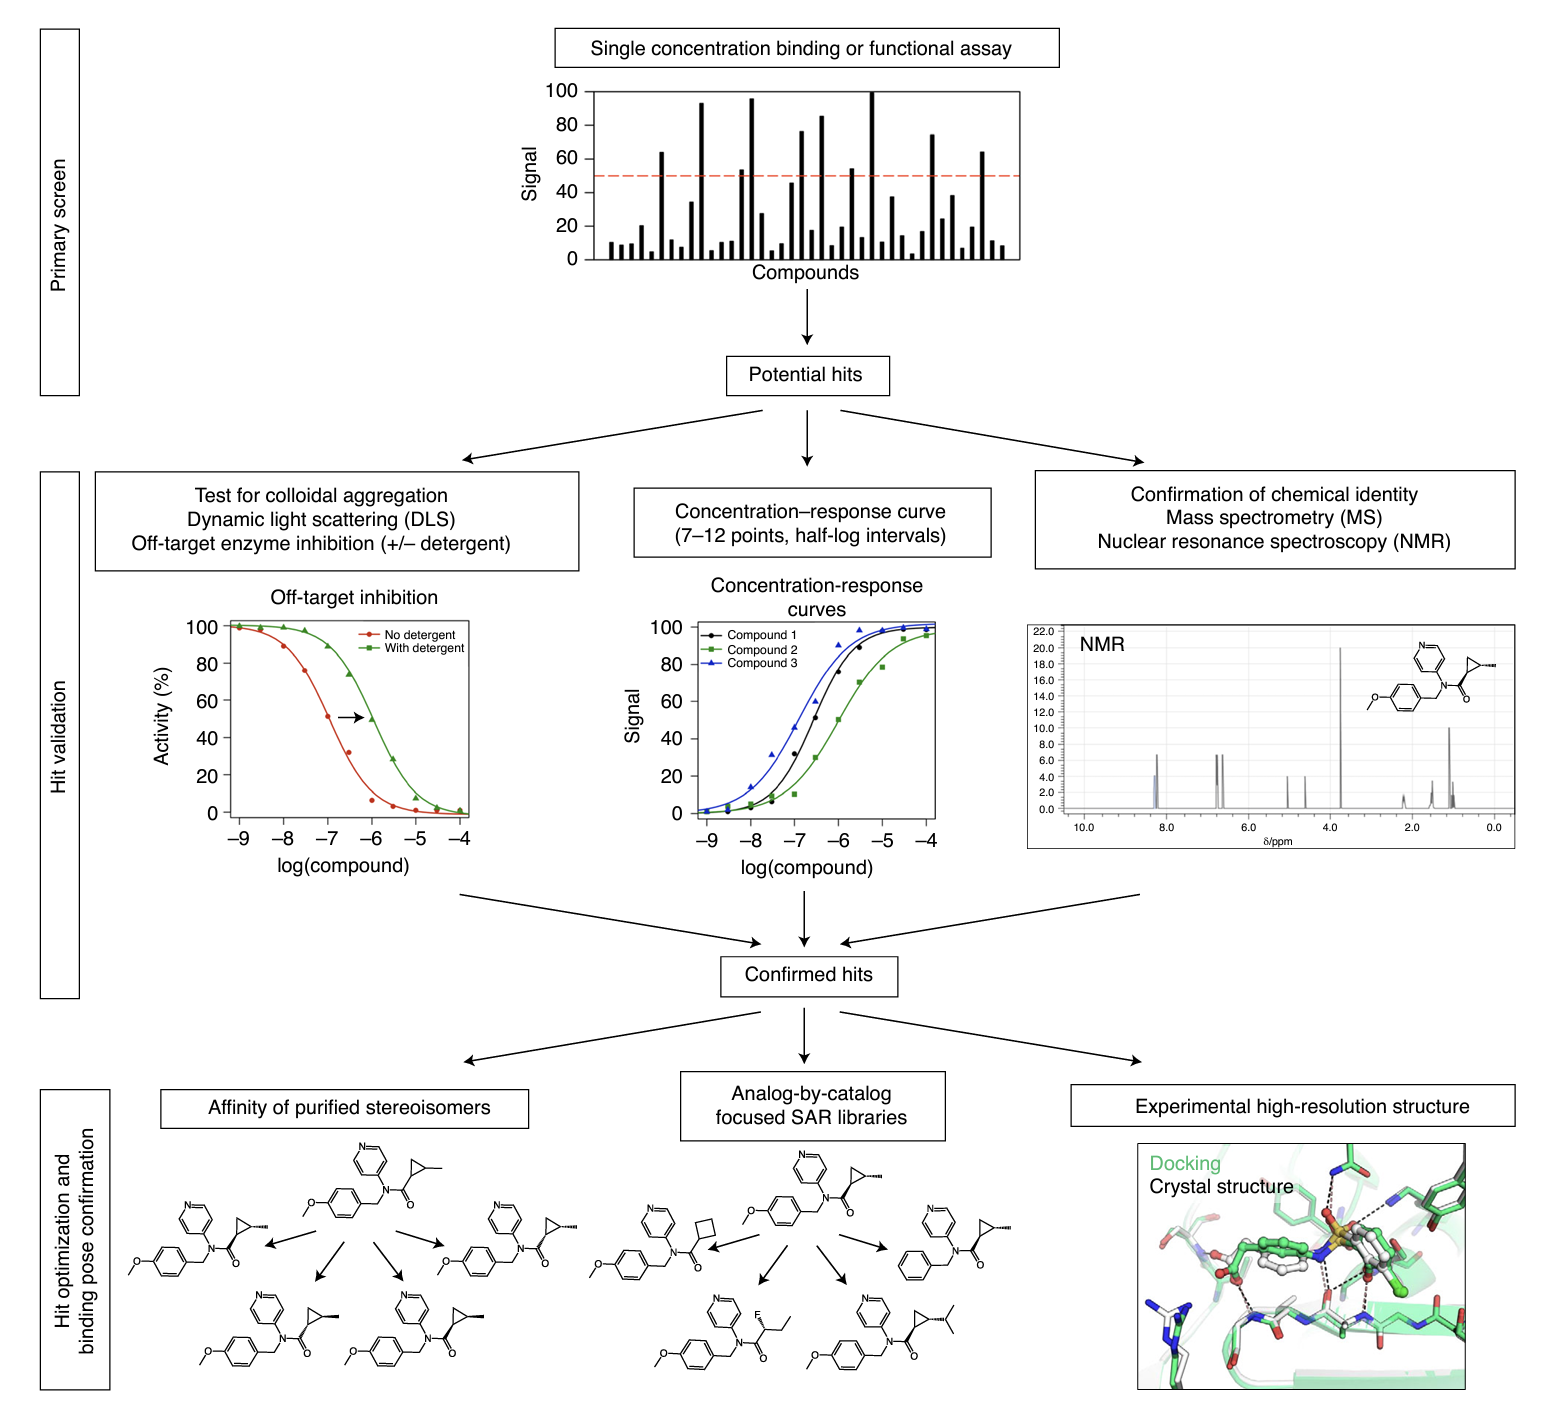 Primary screen
Single concentration binding or functional assay
Signal
100
80
60
40
20
0
Compounds
Potential hits
Hit validation
Test for colloidal aggregation
Dynamic light scattering (DLS)
Off-target enzyme inhibition (+/– detergent)
Concentration–response curve
(7–12 points, half-log intervals)
Confirmation of chemical identity
Mass spectrometry (MS)
Nuclear resonance spectroscopy (NMR)
Off-target inhibition
Activity (%)
100
80
60
40
20
0
No detergent
With detergent
–9 –8 –7 –6 –5 –4
log(compound)
Concentration-response
curves
Signal
100
80
60
40
20
0
Compound 1
Compound 2
Compound 3
–9 –8 –7 –6 –5 –4
log(compound)
NMR
22.0
20.0
18.0
16.0
14.0
12.0
10.0
8.0
6.0
4.0
2.0
0.0
N
N
O
O
10.0 8.0 6.0 4.0 2.0 0.0
δ/ppm
Confirmed hits
Hit optimization and
binding pose confirmation
Affinity of purified stereoisomers
N
N
O
O
N
N
O
O
N
N
O
O
N
N
O
O
N
N
O
O
Analog-by-catalog
focused SAR libraries
N
N
O
O
N
N
O
O
N
N
O
N
F
N
O
O
N
N
O
O
Experimental high-resolution structure
Docking
Crystal structure